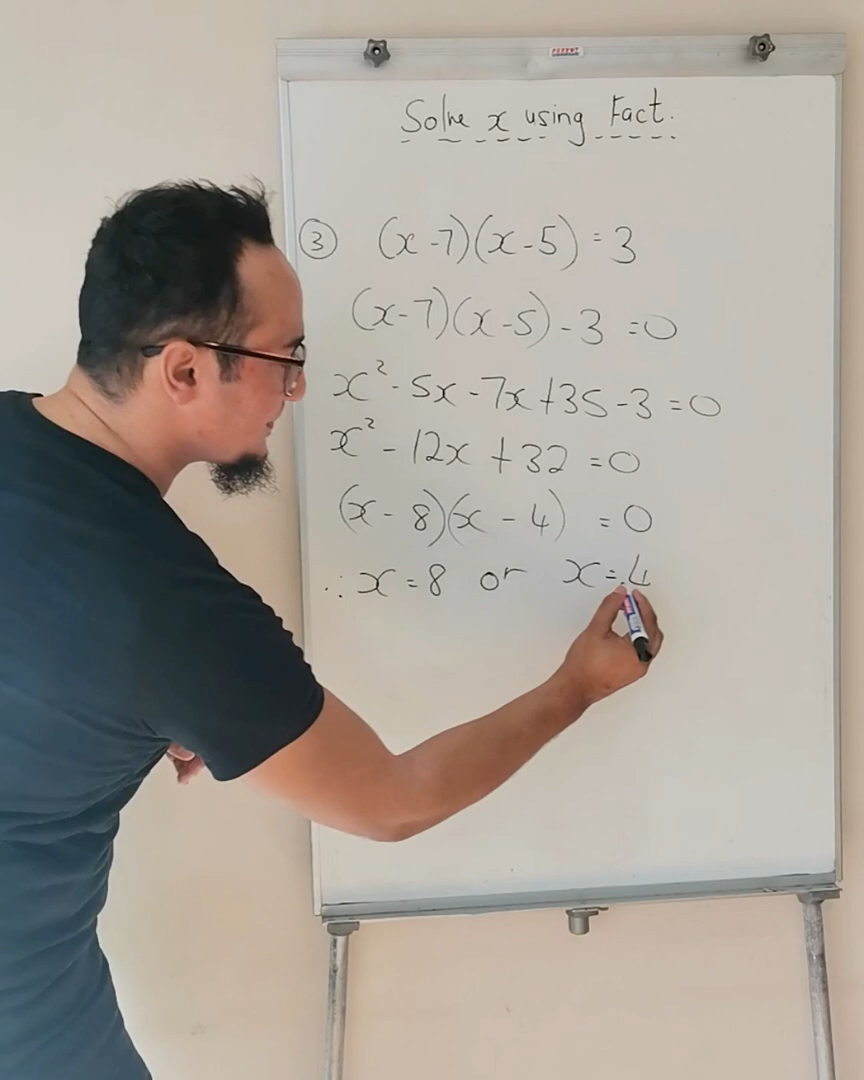 PARROT
Solve x using Fact.
③ (x-7)(x-5) = 3
(x-7)(x-5) - 3 = 0
x² - 5x - 7x + 35 - 3 = 0
x² - 12x + 32 = 0
(x - 8)(x - 4) = 0
∴ x = 8 or x = 4